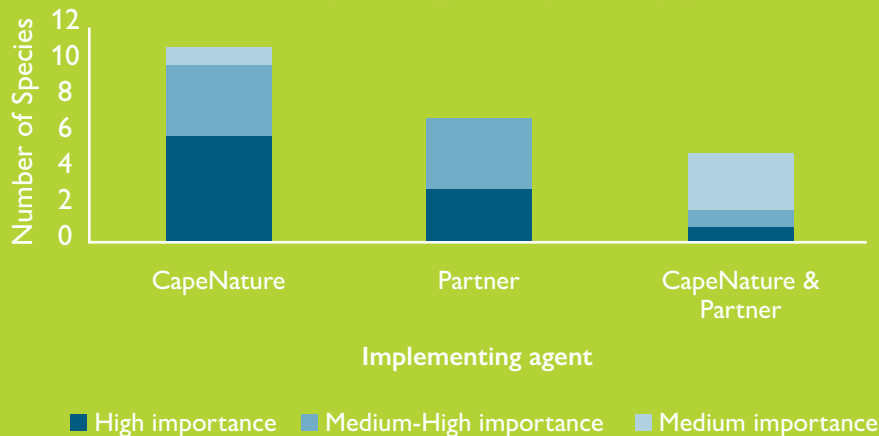 Number of Species
12
10
8
6
4
2
0
CapeNature
Partner
CapeNature &
Partner
Implementing agent
High importance
Medium-High importance
Medium importance